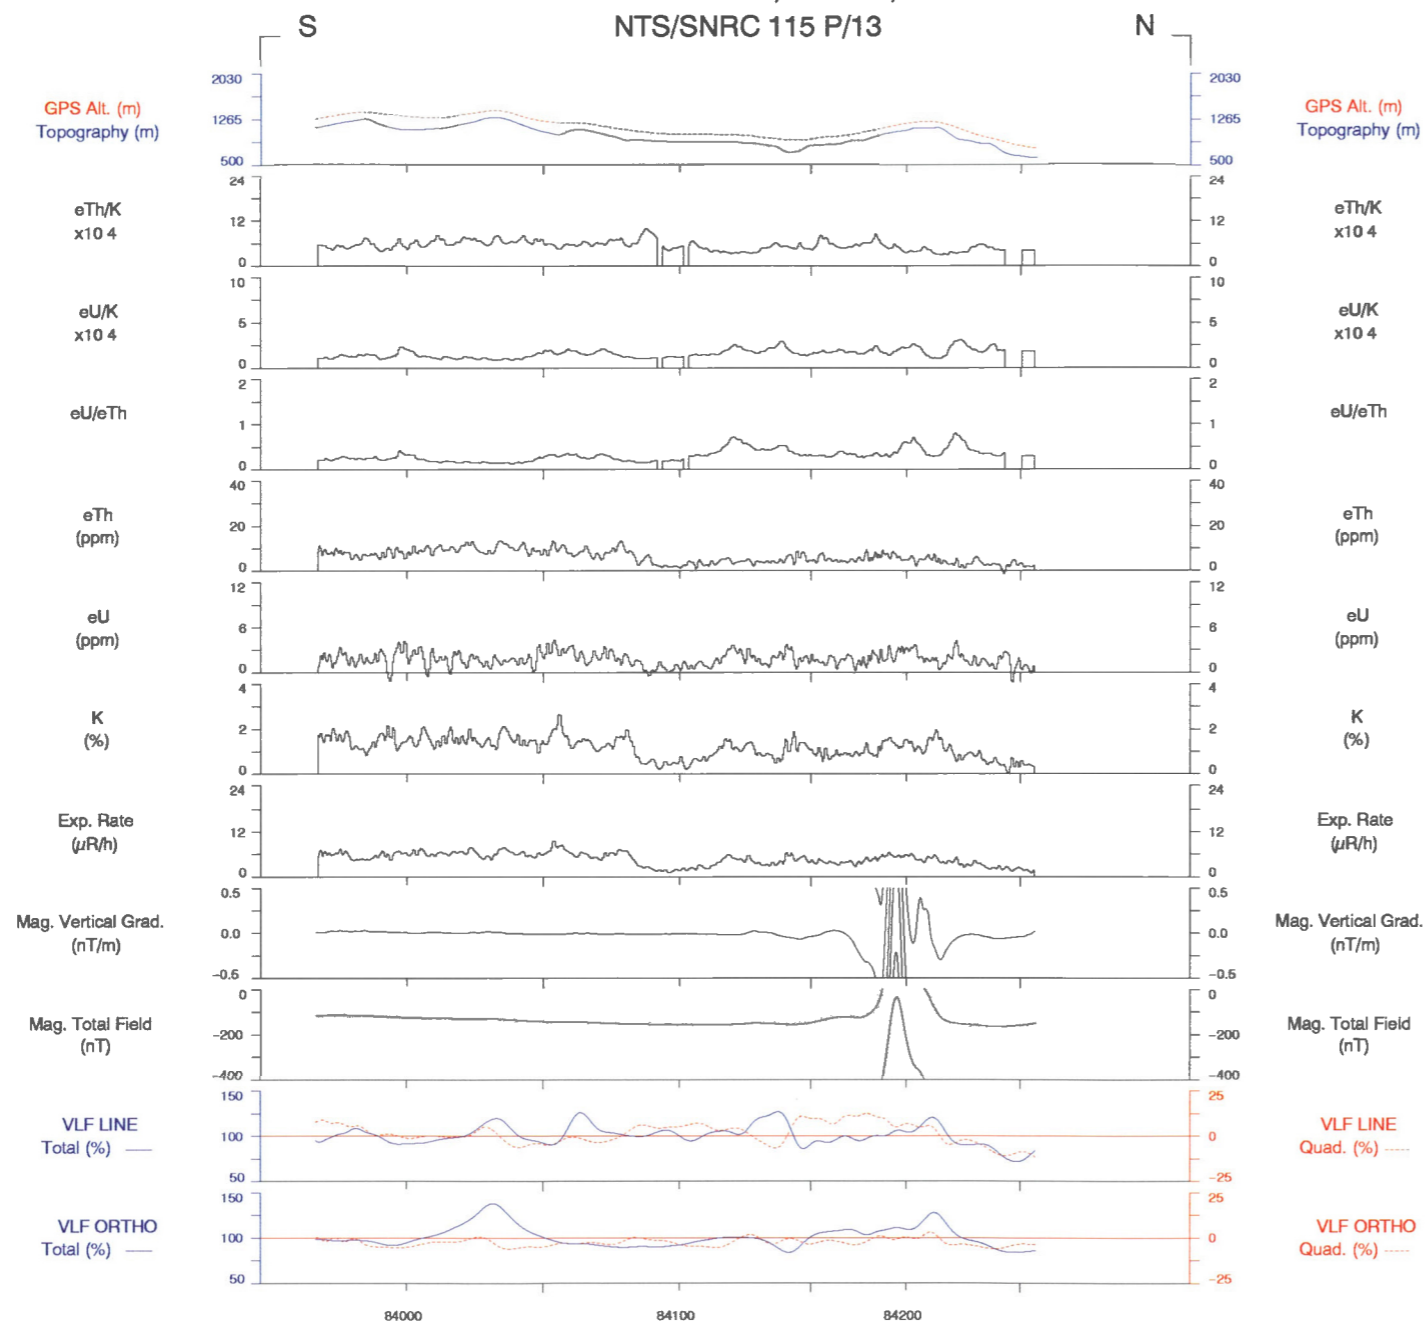 S NTS/SNRC 115 P/13 N
GPS Alt. (m)
Topography (m)
2030
1265
500
2030
1265
500
GPS Alt. (m)
Topography (m)
eTh/K
x10 4
24
12
0
24
12
0
eTh/K
x10 4
eU/K
x10 4
10
5
0
10
5
0
eU/K
x10 4
eU/eTh
2
1
0
2
1
0
eU/eTh
eTh
(ppm)
40
20
0
40
20
0
eTh
(ppm)
eU
(ppm)
12
6
0
12
6
0
eU
(ppm)
K
(%)
4
2
0
4
2
0
K
(%)
Exp. Rate
(μR/h)
24
12
0
24
12
0
Exp. Rate
(μR/h)
Mag. Vertical Grad.
(nT/m)
0.5
0.0
-0.5
0.5
0.0
-0.5
Mag. Vertical Grad.
(nT/m)
Mag. Total Field
(nT)
0
-200
-400
0
-200
-400
Mag. Total Field
(nT)
VLF LINE
Total (%)
150
100
50
25
0
-25
VLF LINE
Quad. (%)
VLF ORTHO
Total (%)
150
100
50
25
0
-25
VLF ORTHO
Quad. (%)
84000 84100 84200